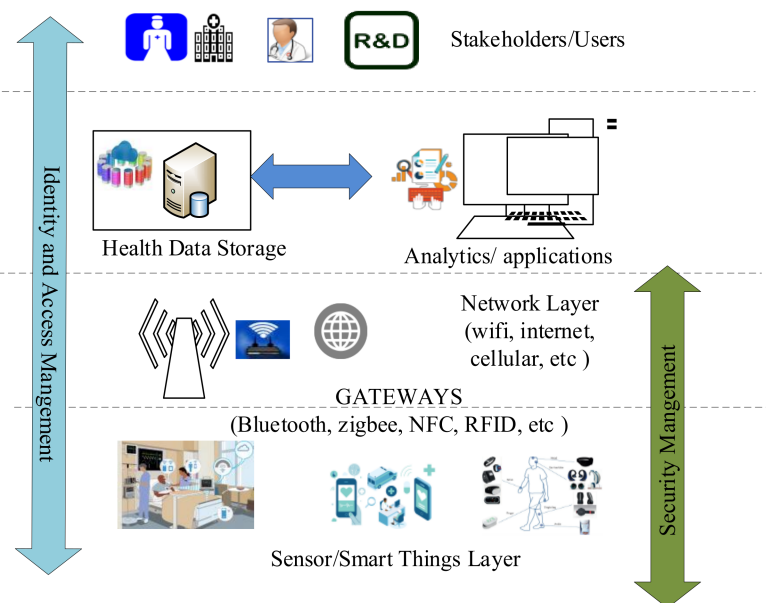 R&D
Stakeholders/Users
Identity and Access Mangement
Health Data Storage
Analytics/ applications
Network Layer
(wifi, internet,
cellular, etc )
GATEWAYS
(Bluetooth, zigbee, NFC, RFID, etc )
Security Mangement
Sensor/Smart Things Layer